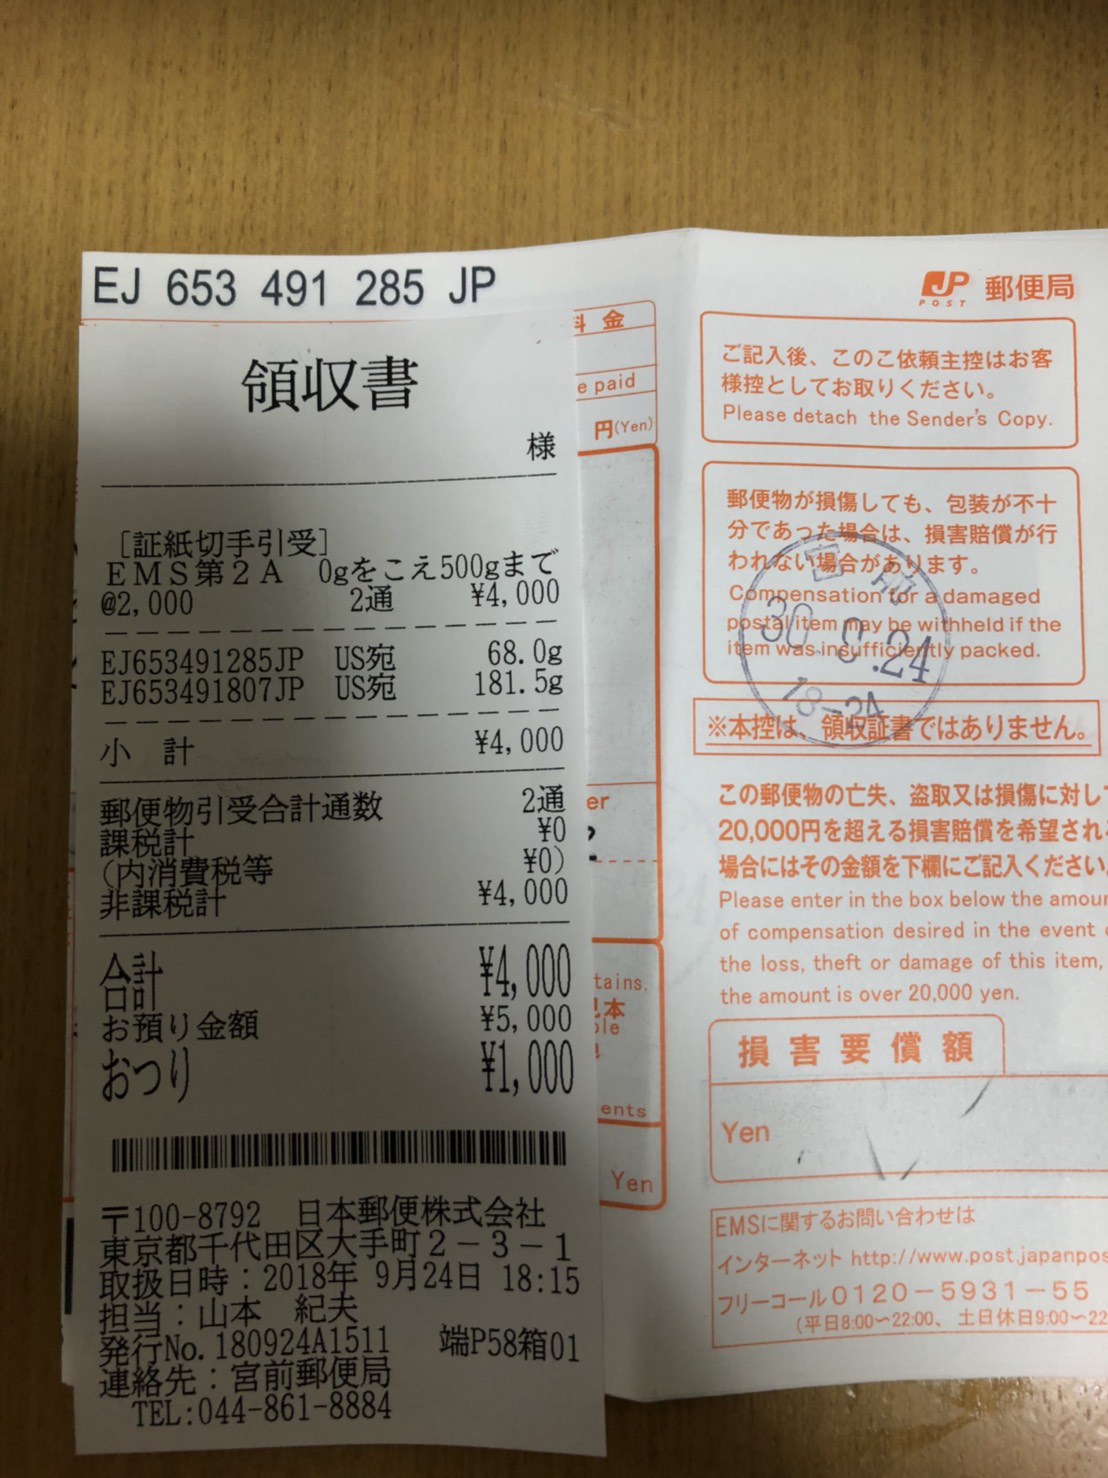 EJ 653 491 285 JP
領収書
様
[証紙切手引受]
EMS第2A 0gをこえ500gまで
@2,000 2通 ¥4,000
EJ653491285JP US宛 68.0g
EJ653491807JP US宛 181.5g
小 計 ¥4,000
郵便物引受合計通数 2通
課税計 ¥0
(内消費税等 ¥0)
非課税計 ¥4,000
合計 ¥4,000
お預り金額 ¥5,000
おつり ¥1,000
〒100-8792 日本郵便株式会社
東京都千代田区大手町2-3-1
取扱日時:2018年 9月24日 18:15
担当:山本 紀夫
発行No.180924A1511 端P58箱01
連絡先:宮前郵便局
TEL:044-861-8884
料金
e paid
円(Yen)
er
tains.
見本
ple
ents
Yen
JP 郵便局
POST
ご記入後、このご依頼主控はお客
様控としてお取りください。
Please detach the Sender's Copy.
郵便物が損傷しても、包装が不十
分であった場合は、損害賠償が行
われない場合があります。
Compensation for a damaged
postal item may be withheld if the
item was insufficiently packed.
宮前
30.9.24
18-24
※本控は、領収証書ではありません。
この郵便物の亡失、盗取又は損傷に対して
20,000円を超える損害賠償を希望され
場合にはその金額を下欄にご記入ください。
Please enter in the box below the amou
of compensation desired in the event
the loss, theft or damage of this item,
the amount is over 20,000 yen.
損害要償額
Yen
EMSに関するお問い合わせは
インターネット http://www.post.japanpos
フリーコール0120-5931-55
(平日8:00〜22:00、土日休日9:00〜22